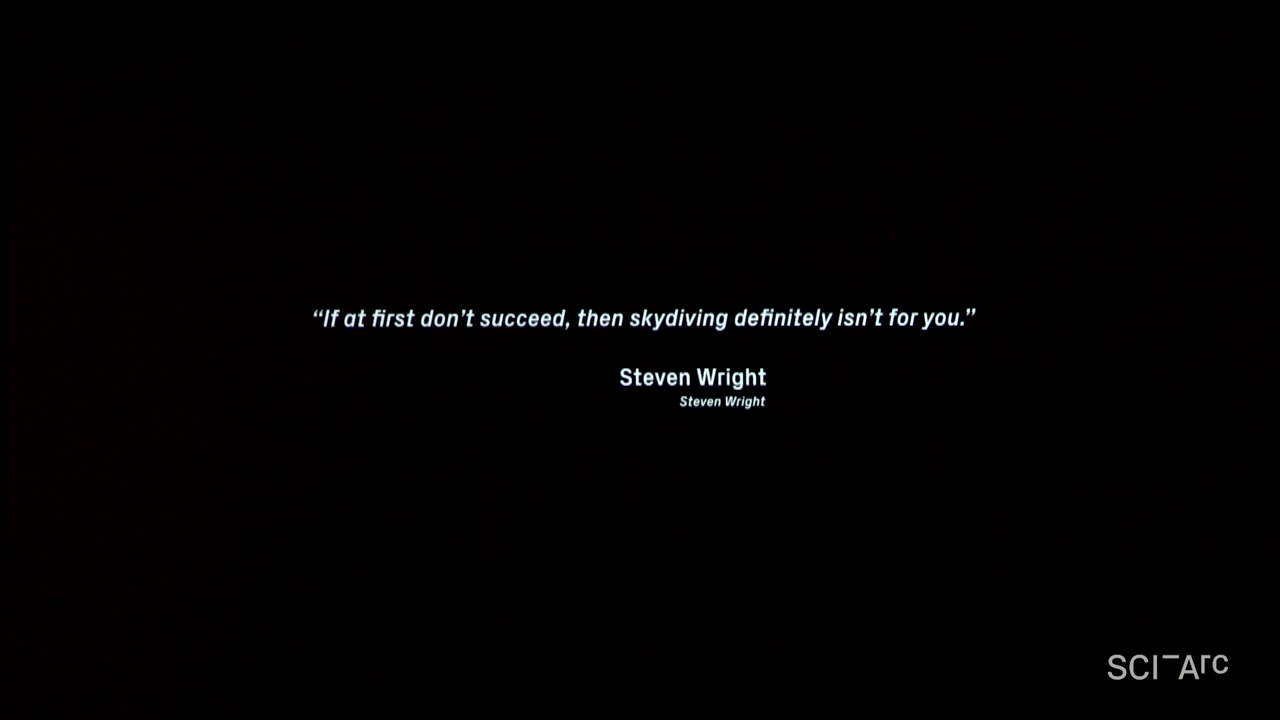 “If at first don’t succeed, then skydiving definitely isn’t for you.”
Steven Wright
Steven Wright
SCI-Arc